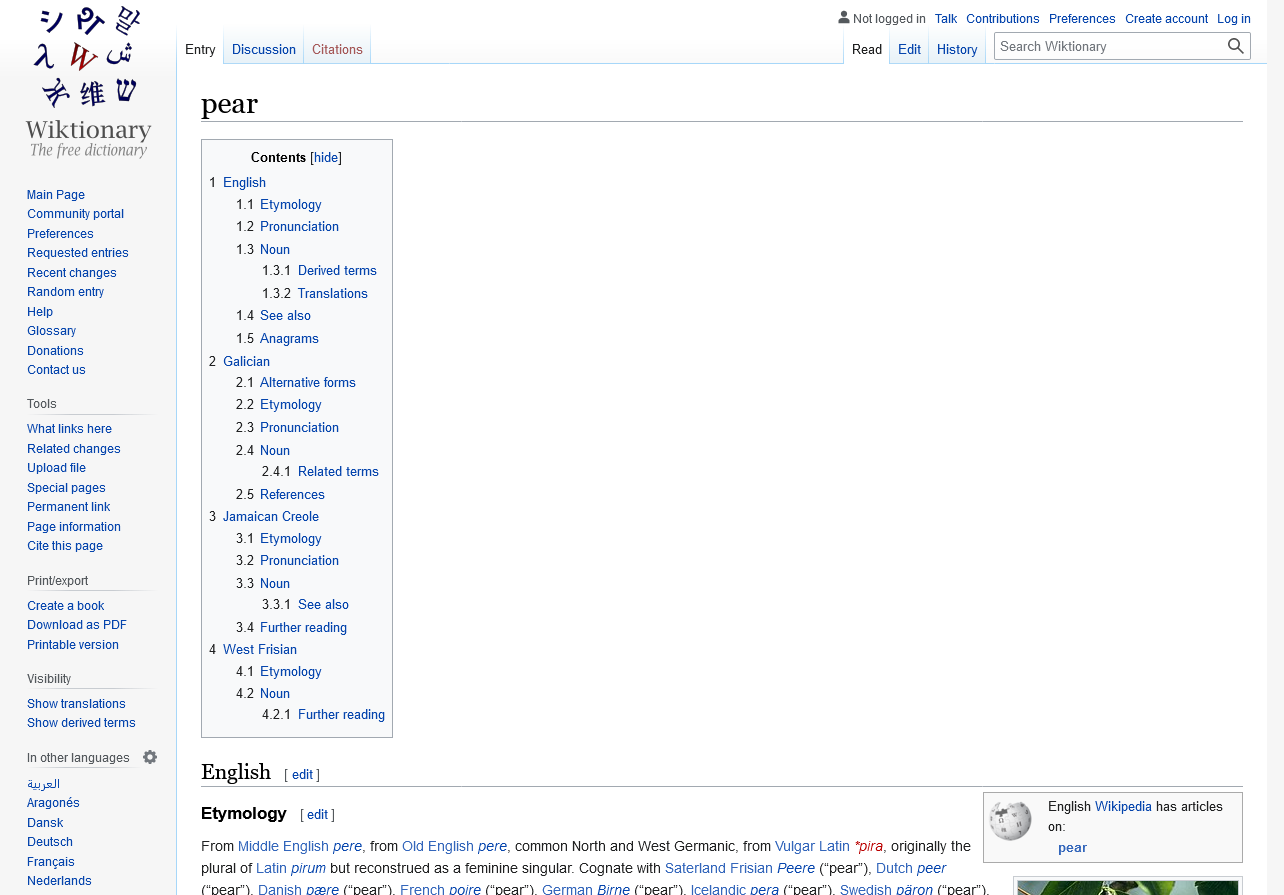 Not logged in Talk Contributions Preferences Create account Log in
Entry Discussion Citations
Read Edit History Search Wiktionary
Wiktionary
The free dictionary
Main Page
Community portal
Preferences
Requested entries
Recent changes
Random entry
Help
Glossary
Donations
Contact us
Tools
What links here
Related changes
Upload file
Special pages
Permanent link
Page information
Cite this page
Print/export
Create a book
Download as PDF
Printable version
Visibility
Show translations
Show derived terms
In other languages
العربية
Aragonés
Dansk
Deutsch
Français
Nederlands
pear
Contents [hide]
1 English
1.1 Etymology
1.2 Pronunciation
1.3 Noun
1.3.1 Derived terms
1.3.2 Translations
1.4 See also
1.5 Anagrams
2 Galician
2.1 Alternative forms
2.2 Etymology
2.3 Pronunciation
2.4 Noun
2.4.1 Related terms
2.5 References
3 Jamaican Creole
3.1 Etymology
3.2 Pronunciation
3.3 Noun
3.3.1 See also
3.4 Further reading
4 West Frisian
4.1 Etymology
4.2 Noun
4.2.1 Further reading
English [ edit ]
Etymology [ edit ]
From Middle English pere, from Old English pere, common North and West Germanic, from Vulgar Latin *pira, originally the
plural of Latin pirum but reconstrued as a feminine singular. Cognate with Saterland Frisian Peere (“pear”), Dutch peer
(“pear”), Danish pære (“pear”), French poire (“pear”), German Birne (“pear”), Icelandic pera (“pear”), Swedish päron (“pear”).
English Wikipedia has articles
on:
pear